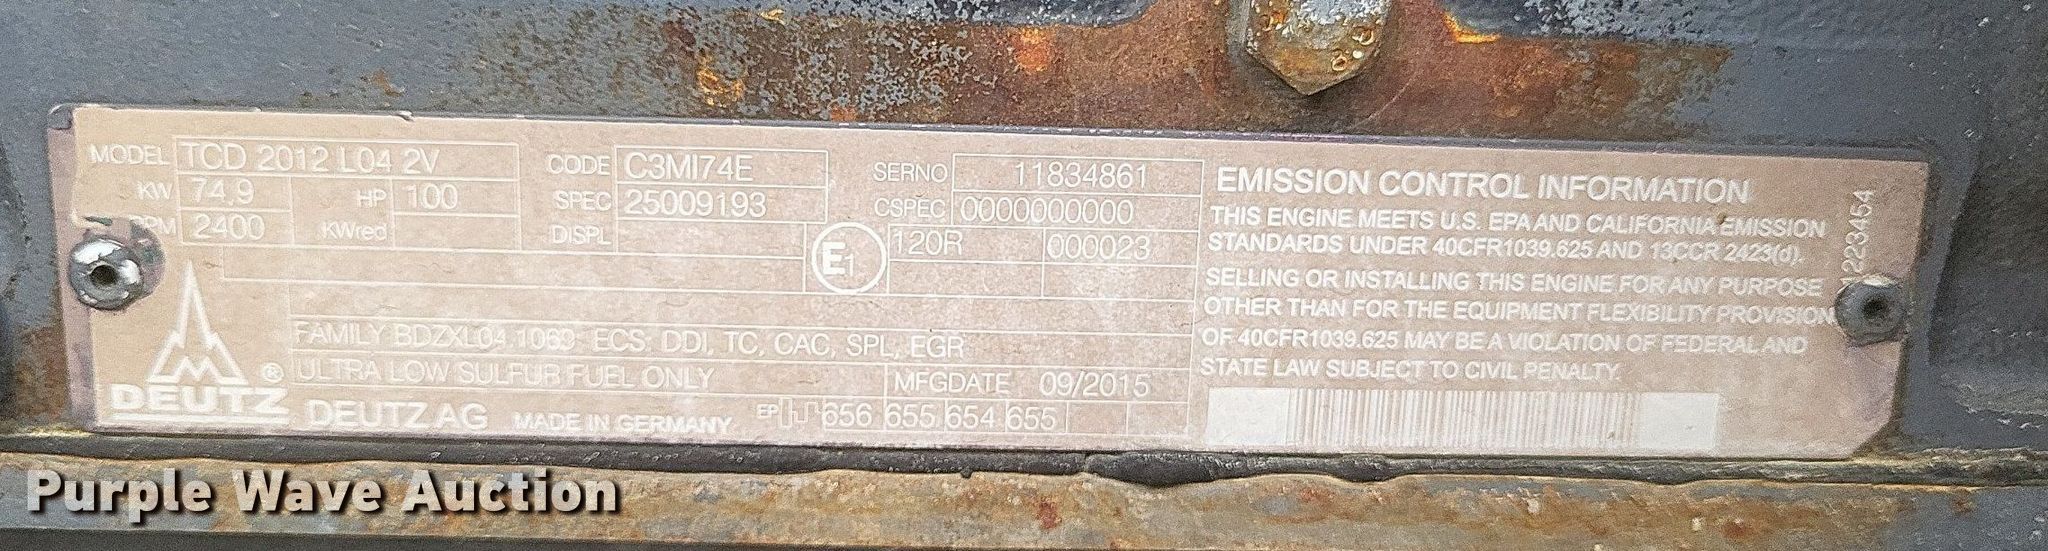 MODEL TCD 2012 L04 2V CODE C3MI74E SERNO 11834861
KW 74,9 HP 100 SPEC 25009193 CSPEC 0000000000
RPM 2400 KWred DISPL E1 120R 000023
FAMILY BDZXL04.1063 ECS: DDI, TC, CAC, SPL, EGR
ULTRA LOW SULFUR FUEL ONLY MFGDATE 09/2015
DEUTZ ® DEUTZ AG MADE IN GERMANY EP 656 655 654 655
EMISSION CONTROL INFORMATION
THIS ENGINE MEETS U.S. EPA AND CALIFORNIA EMISSION
STANDARDS UNDER 40CFR1039.625 AND 13CCR 2423(d).
SELLING OR INSTALLING THIS ENGINE FOR ANY PURPOSE
OTHER THAN FOR THE EQUIPMENT FLEXIBILITY PROVISION
OF 40CFR1039.625 MAY BE A VIOLATION OF FEDERAL AND
STATE LAW SUBJECT TO CIVIL PENALTY.
Purple Wave Auction